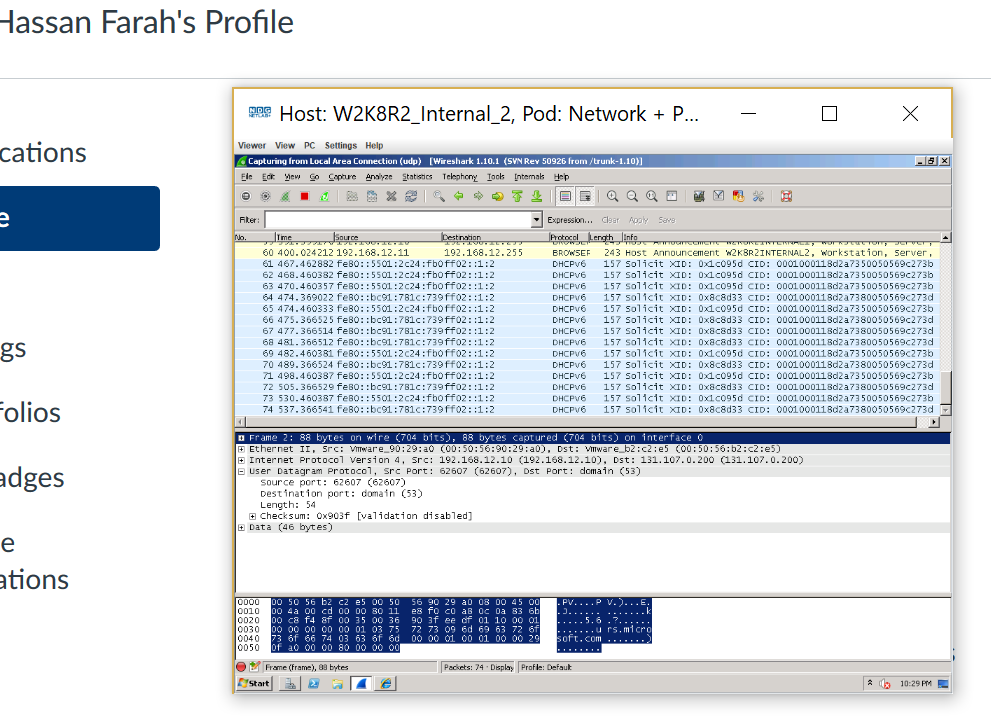 Hassan Farah's Profile
cations
e
gs
folios
adges
e
ations
NDG NETLAB+ Host: W2K8R2_Internal_2, Pod: Network + P...
Viewer View PC Settings Help
Capturing from Local Area Connection (udp) [Wireshark 1.10.1 (SVN Rev 50926 from /trunk-1.10)]
File Edit View Go Capture Analyze Statistics Telephony Tools Internals Help
Filter: Expression... Clear Apply Save
No. Time Source Destination Protocol Length Info
60 400.024212 192.168.12.11 192.168.12.255 BROWSEF 243 Host Announcement W2K8R2INTERNAL2, Workstation, Server,
61 467.462882 fe80::5501:2c24:fb0ff02::1:2 DHCPv6 157 Solicit XID: 0x1c095d CID: 0001000118d2a7350050569c273b
62 468.460382 fe80::5501:2c24:fb0ff02::1:2 DHCPv6 157 Solicit XID: 0x1c095d CID: 0001000118d2a7350050569c273b
63 470.460357 fe80::5501:2c24:fb0ff02::1:2 DHCPv6 157 Solicit XID: 0x1c095d CID: 0001000118d2a7350050569c273b
64 474.369022 fe80::bc91:781c:739ff02::1:2 DHCPv6 157 Solicit XID: 0x8c8d33 CID: 0001000118d2a7380050569c273d
65 474.460333 fe80::5501:2c24:fb0ff02::1:2 DHCPv6 157 Solicit XID: 0x1c095d CID: 0001000118d2a7350050569c273b
66 475.366525 fe80::bc91:781c:739ff02::1:2 DHCPv6 157 Solicit XID: 0x8c8d33 CID: 0001000118d2a7380050569c273d
67 477.366514 fe80::bc91:781c:739ff02::1:2 DHCPv6 157 Solicit XID: 0x8c8d33 CID: 0001000118d2a7380050569c273d
68 481.366512 fe80::bc91:781c:739ff02::1:2 DHCPv6 157 Solicit XID: 0x8c8d33 CID: 0001000118d2a7380050569c273d
69 482.460381 fe80::5501:2c24:fb0ff02::1:2 DHCPv6 157 Solicit XID: 0x1c095d CID: 0001000118d2a7350050569c273b
70 489.366524 fe80::bc91:781c:739ff02::1:2 DHCPv6 157 Solicit XID: 0x8c8d33 CID: 0001000118d2a7380050569c273d
71 498.460387 fe80::5501:2c24:fb0ff02::1:2 DHCPv6 157 Solicit XID: 0x1c095d CID: 0001000118d2a7350050569c273b
72 505.366529 fe80::bc91:781c:739ff02::1:2 DHCPv6 157 Solicit XID: 0x8c8d33 CID: 0001000118d2a7380050569c273d
73 530.460387 fe80::5501:2c24:fb0ff02::1:2 DHCPv6 157 Solicit XID: 0x1c095d CID: 0001000118d2a7350050569c273b
74 537.366541 fe80::bc91:781c:739ff02::1:2 DHCPv6 157 Solicit XID: 0x8c8d33 CID: 0001000118d2a7380050569c273d
Frame 2: 88 bytes on wire (704 bits), 88 bytes captured (704 bits) on interface 0
Ethernet II, Src: Vmware_90:29:a0 (00:50:56:90:29:a0), Dst: Vmware_b2:c2:e5 (00:50:56:b2:c2:e5)
Internet Protocol Version 4, Src: 192.168.12.10 (192.168.12.10), Dst: 131.107.0.200 (131.107.0.200)
User Datagram Protocol, Src Port: 62607 (62607), Dst Port: domain (53)
Source port: 62607 (62607)
Destination port: domain (53)
Length: 54
Checksum: 0x903f [validation disabled]
Data (46 bytes)
0000 00 50 56 b2 c2 e5 00 50 56 90 29 a0 08 00 45 00 .PV....P V.)...E.
0010 00 4a 00 cd 00 00 80 11 e8 f0 c0 a8 0c 0a 83 6b .J...... .......k
0020 00 c8 f4 8f 00 35 00 36 90 3f ee df 01 10 00 01 .....5.6 .?......
0030 00 00 00 00 00 01 03 75 72 73 09 6d 69 63 72 6f .......u rs.micro
0040 73 6f 66 74 03 63 6f 6d 00 00 01 00 01 00 00 29 soft.com .......)
0050 0f a0 00 00 80 00 00 00 ........
Frame (frame), 88 bytes Packets: 74 · Display Profile: Default
Start 10:29 PM